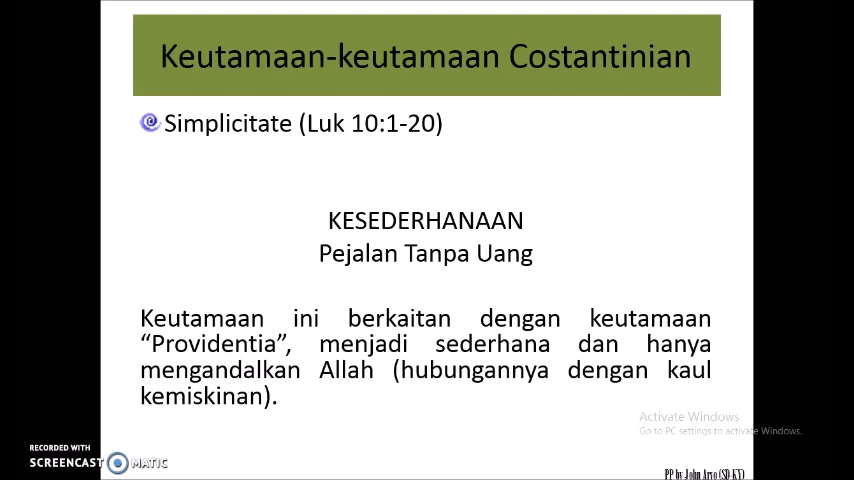 Keutamaan-keutamaan Costantinian
Simplicitate (Luk 10:1-20)
KESEDERHANAAN
Pejalan Tanpa Uang
Keutamaan ini berkaitan dengan keutamaan
“Providentia”, menjadi sederhana dan hanya
mengandalkan Allah (hubungannya dengan kaul
kemiskinan).
Activate Windows
Go to PC settings to activate Windows.
RECORDED WITH
SCREENCAST MATIC
PP by John Aryo (SD-KY)